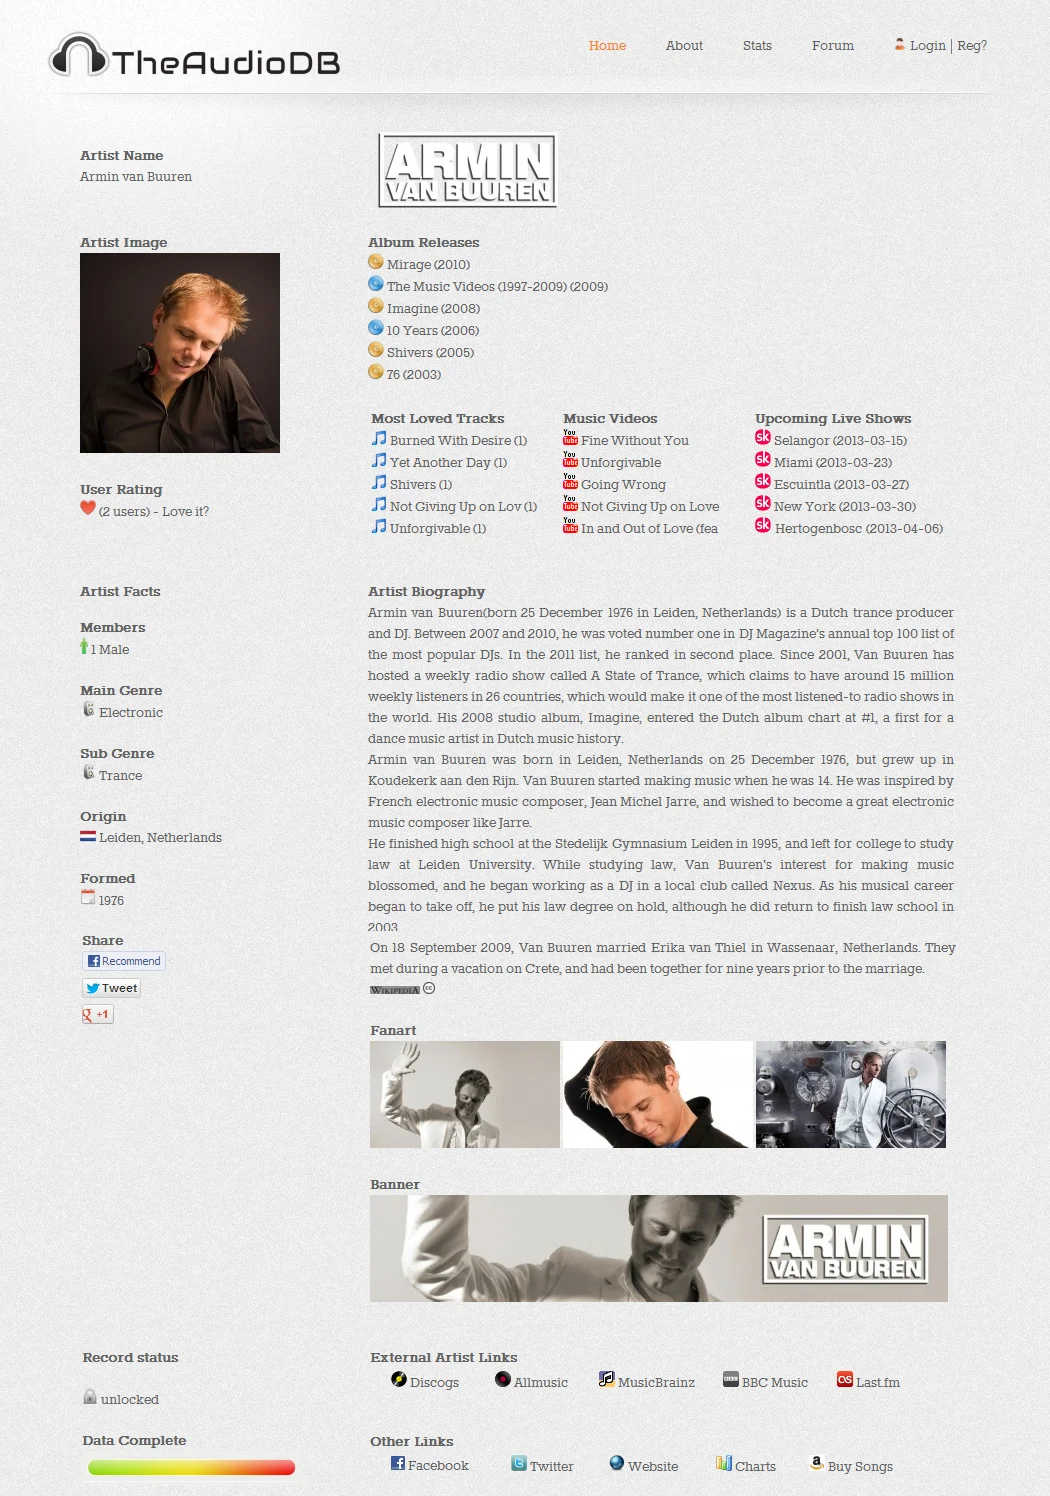 TheAudioDB
Home About Stats Forum Login | Reg?
Artist Name
Armin van Buuren
ARMIN
VAN BUUREN
Artist Image
User Rating
(2 users) - Love it?
Album Releases
Mirage (2010)
The Music Videos (1997-2009) (2009)
Imagine (2008)
10 Years (2006)
Shivers (2005)
76 (2003)
Most Loved Tracks
Burned With Desire (1)
Yet Another Day (1)
Shivers (1)
Not Giving Up on Lov (1)
Unforgivable (1)
Music Videos
You Tube Fine Without You
You Tube Unforgivable
You Tube Going Wrong
You Tube Not Giving Up on Love
You Tube In and Out of Love (fea
Upcoming Live Shows
sk Selangor (2013-03-15)
sk Miami (2013-03-23)
sk Escuintla (2013-03-27)
sk New York (2013-03-30)
sk Hertogenbosc (2013-04-06)
Artist Facts
Members
1 Male
Main Genre
Electronic
Sub Genre
Trance
Origin
Leiden, Netherlands
Formed
1976
Share
Recommend
Tweet
g +1
Artist Biography
Armin van Buuren(born 25 December 1976 in Leiden, Netherlands) is a Dutch trance producer
and DJ. Between 2007 and 2010, he was voted number one in DJ Magazine's annual top 100 list of
the most popular DJs. In the 2011 list, he ranked in second place. Since 2001, Van Buuren has
hosted a weekly radio show called A State of Trance, which claims to have around 15 million
weekly listeners in 26 countries, which would make it one of the most listened-to radio shows in
the world. His 2008 studio album, Imagine, entered the Dutch album chart at #1, a first for a
dance music artist in Dutch music history.
Armin van Buuren was born in Leiden, Netherlands on 25 December 1976, but grew up in
Koudekerk aan den Rijn. Van Buuren started making music when he was 14. He was inspired by
French electronic music composer, Jean Michel Jarre, and wished to become a great electronic
music composer like Jarre.
He finished high school at the Stedelijk Gymnasium Leiden in 1995, and left for college to study
law at Leiden University. While studying law, Van Buuren's interest for making music
blossomed, and he began working as a DJ in a local club called Nexus. As his musical career
began to take off, he put his law degree on hold, although he did return to finish law school in
2003
On 18 September 2009, Van Buuren married Erika van Thiel in Wassenaar, Netherlands. They
met during a vacation on Crete, and had been together for nine years prior to the marriage.
WIKIPEDIA cc
Fanart
Banner
ARMIN
VAN BUUREN
Record status
unlocked
Data Complete
External Artist Links
Discogs Allmusic MusicBrainz BBC BBC Music Last.fm
Other Links
Facebook Twitter Website Charts Buy Songs